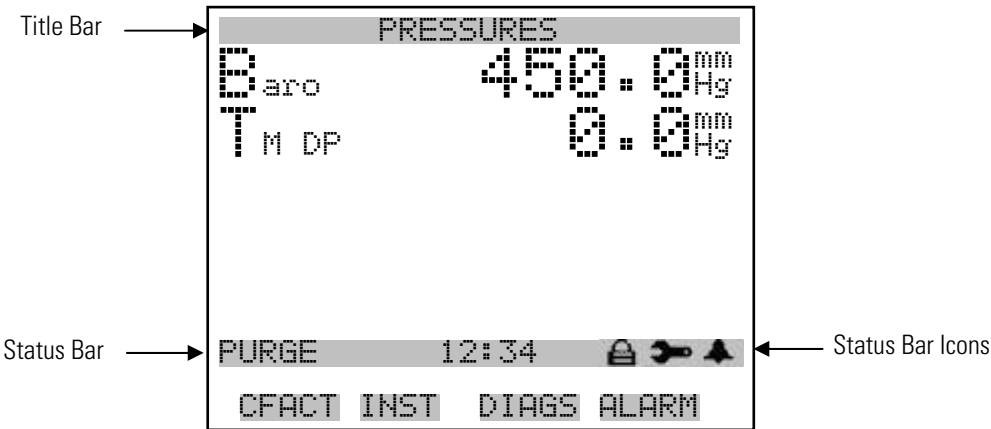 Title Bar
PRESSURES
Baro 450.0 mm Hg
TM DP 0.0 mm Hg
Status Bar
PURGE 12:34
Status Bar Icons
CFACT INST DIAGS ALARM